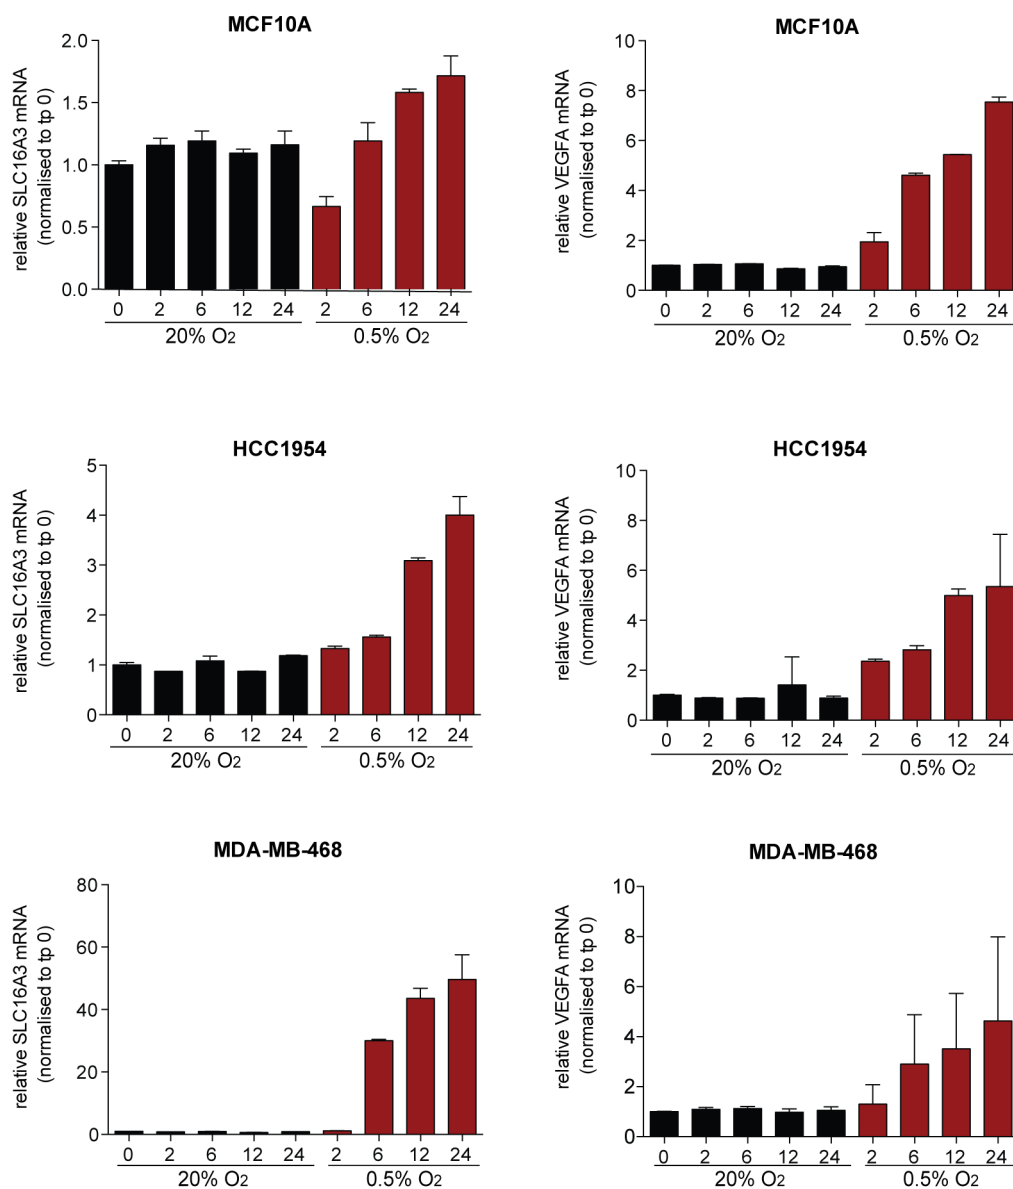 MCF10A
relative SLC16A3 mRNA
(normalised to tp 0)
2.0
1.5
1.0
0.5
0.0
0 2 6 12 24 2 6 12 24
20% O2 0.5% O2
MCF10A
relative VEGFA mRNA
(normalised to tp 0)
10
8
6
4
2
0
0 2 6 12 24 2 6 12 24
20% O2 0.5% O2
HCC1954
relative SLC16A3 mRNA
(normalised to tp 0)
5
4
3
2
1
0
0 2 6 12 24 2 6 12 24
20% O2 0.5% O2
HCC1954
relative VEGFA mRNA
(normalised to tp 0)
10
8
6
4
2
0
0 2 6 12 24 2 6 12 24
20% O2 0.5% O2
MDA-MB-468
relative SLC16A3 mRNA
(normalised to tp 0)
80
60
40
20
0
0 2 6 12 24 2 6 12 24
20% O2 0.5% O2
MDA-MB-468
relative VEGFA mRNA
(normalised to tp 0)
10
8
6
4
2
0
0 2 6 12 24 2 6 12 24
20% O2 0.5% O2